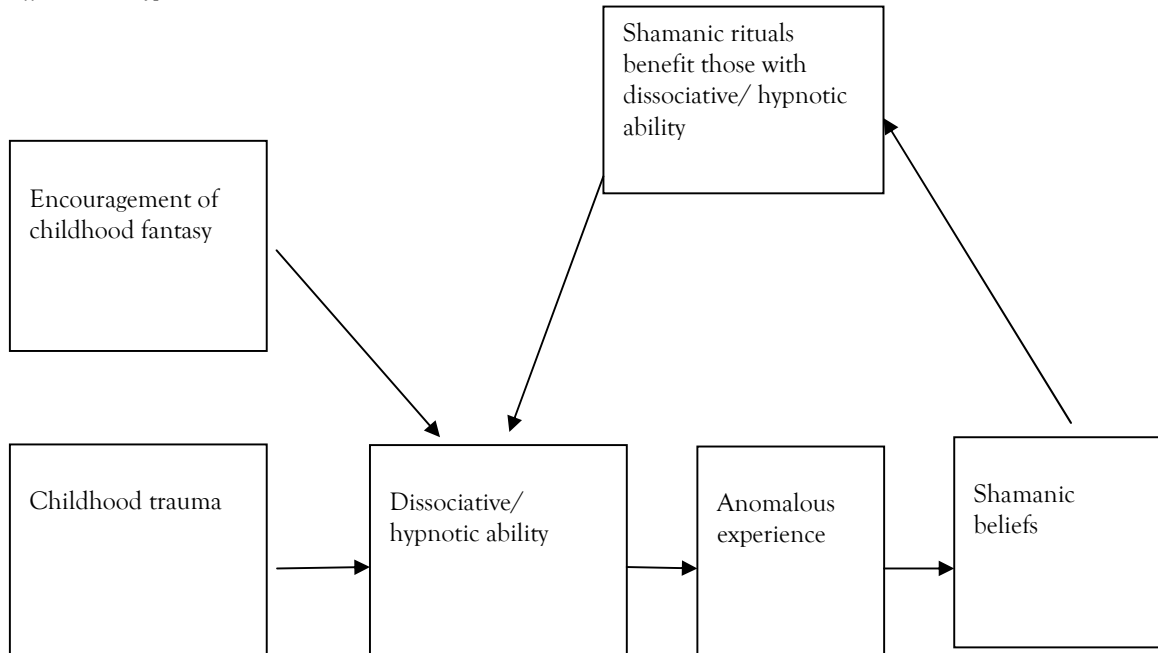 Shamanic rituals
benefit those with
dissociative/ hypnotic
ability
Encouragement of
childhood fantasy
Childhood trauma
Dissociative/
hypnotic ability
Anomalous
experience
Shamanic
beliefs